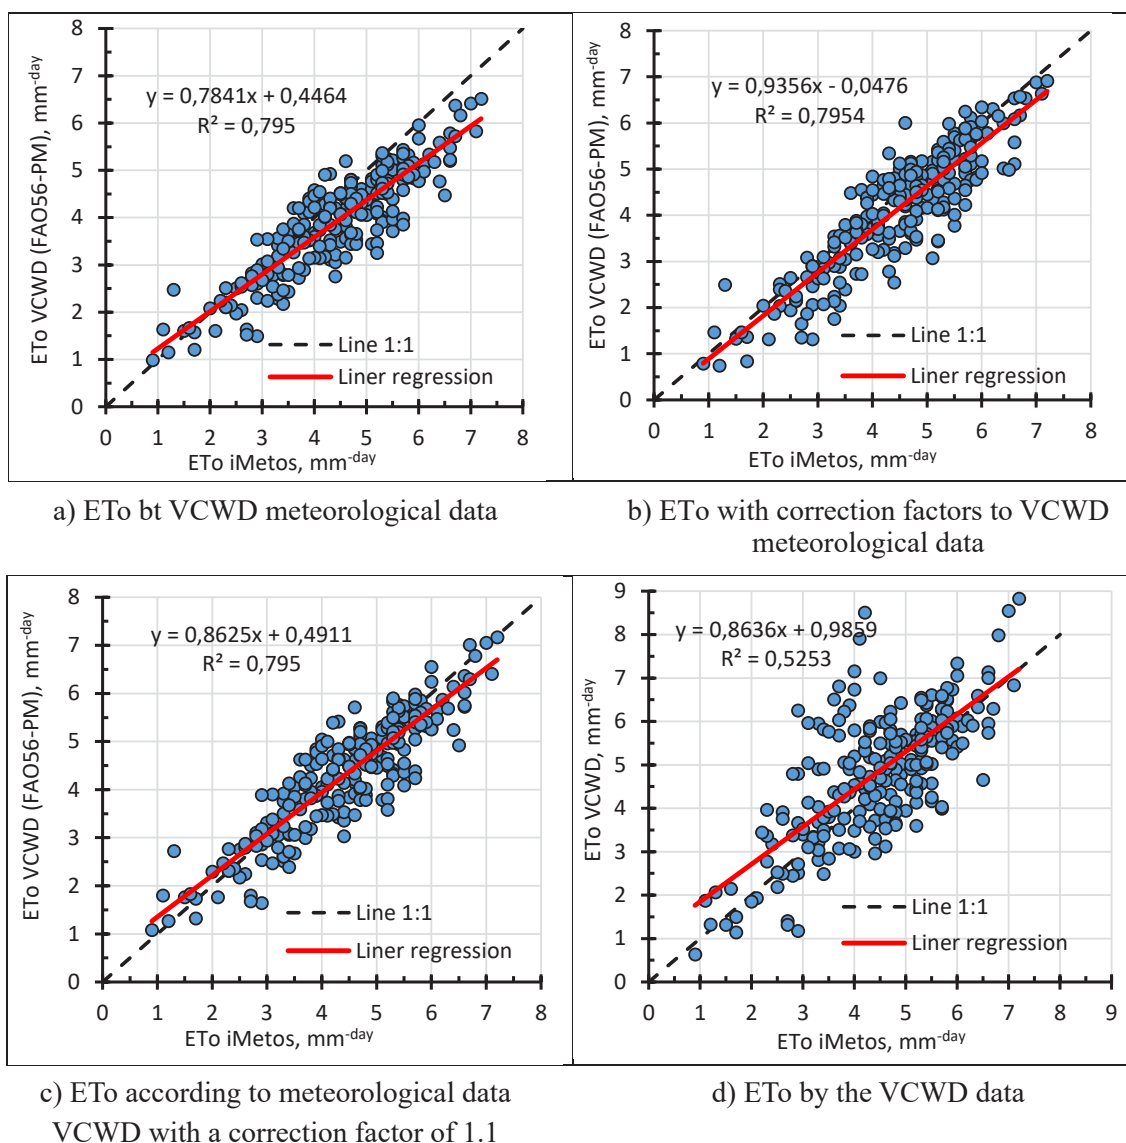 8
7
6
5
4
3
2
1
0
ETo VCWD (FAO56-PM), mm-day
y = 0,7841x + 0,4464
R² = 0,795
Line 1:1
Liner regression
0 1 2 3 4 5 6 7 8
ETo iMetos, mm-day
a) ETo bt VCWD meteorological data
8
7
6
5
4
3
2
1
0
ETo VCWD (FAO56-PM), mm-day
y = 0,9356x - 0,0476
R² = 0,7954
Line 1:1
Liner regression
0 1 2 3 4 5 6 7 8
ETo iMetos, mm-day
b) ETo with correction factors to VCWD
meteorological data
8
7
6
5
4
3
2
1
0
ETo VCWD (FAO56-PM), mm-day
y = 0,8625x + 0,4911
R² = 0,795
Line 1:1
Liner regression
0 1 2 3 4 5 6 7 8
ETo iMetos, mm-day
c) ETo according to meteorological data
VCWD with a correction factor of 1.1
9
8
7
6
5
4
3
2
1
0
ETo VCWD, mm-day
y = 0,8636x + 0,9859
R² = 0,5253
Line 1:1
Liner regression
0 1 2 3 4 5 6 7 8 9
ETo iMetos, mm-day
d) ETo by the VCWD data